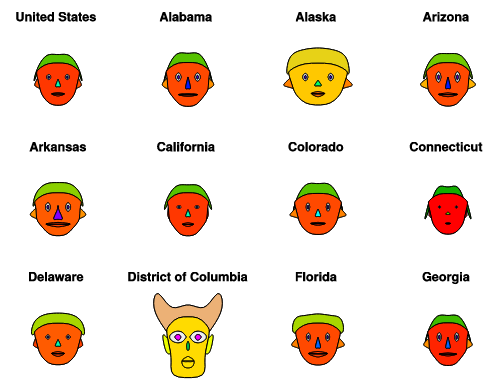 United States Alabama Alaska Arizona
Arkansas California Colorado Connecticut
Delaware District of Columbia Florida Georgia